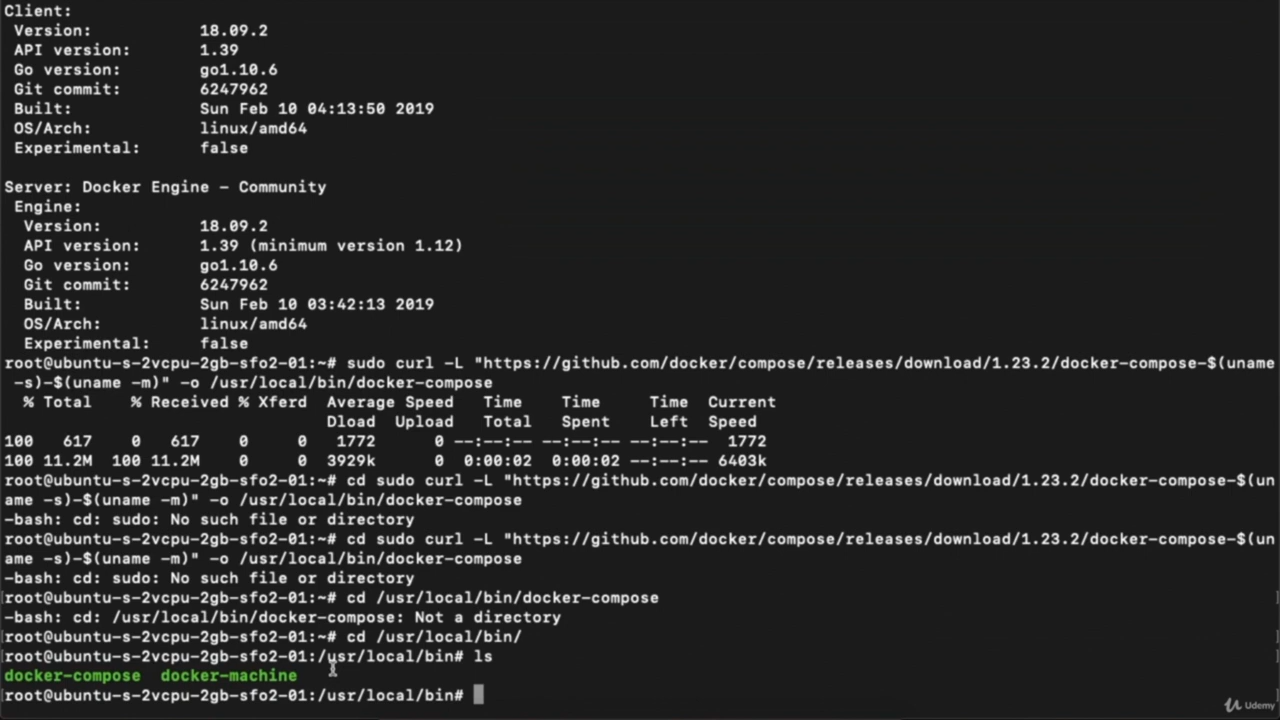 Client:
Version: 18.09.2
API version: 1.39
Go version: go1.10.6
Git commit: 6247962
Built: Sun Feb 10 04:13:50 2019
OS/Arch: linux/amd64
Experimental: false
Server: Docker Engine - Community
Engine:
Version: 18.09.2
API version: 1.39 (minimum version 1.12)
Go version: go1.10.6
Git commit: 6247962
Built: Sun Feb 10 03:42:13 2019
OS/Arch: linux/amd64
Experimental: false
root@ubuntu-s-2vcpu-2gb-sfo2-01:~# sudo curl -L "https://github.com/docker/compose/releases/download/1.23.2/docker-compose-$(uname
-s)-$(uname -m)" -o /usr/local/bin/docker-compose
% Total % Received % Xferd Average Speed Time Time Time Current
Dload Upload Total Spent Left Speed
100 617 0 617 0 0 1772 0 --:--:-- --:--:-- --:--:-- 1772
100 11.2M 100 11.2M 0 0 3929k 0 0:00:02 0:00:02 --:--:-- 6403k
root@ubuntu-s-2vcpu-2gb-sfo2-01:~# cd sudo curl -L "https://github.com/docker/compose/releases/download/1.23.2/docker-compose-$(un
ame -s)-$(uname -m)" -o /usr/local/bin/docker-compose
-bash: cd: sudo: No such file or directory
root@ubuntu-s-2vcpu-2gb-sfo2-01:~# cd sudo curl -L "https://github.com/docker/compose/releases/download/1.23.2/docker-compose-$(un
ame -s)-$(uname -m)" -o /usr/local/bin/docker-compose
-bash: cd: sudo: No such file or directory
root@ubuntu-s-2vcpu-2gb-sfo2-01:~# cd /usr/local/bin/docker-compose
-bash: cd: /usr/local/bin/docker-compose: Not a directory
root@ubuntu-s-2vcpu-2gb-sfo2-01:~# cd /usr/local/bin/
root@ubuntu-s-2vcpu-2gb-sfo2-01:/usr/local/bin# ls
docker-compose docker-machine
root@ubuntu-s-2vcpu-2gb-sfo2-01:/usr/local/bin#
Udemy